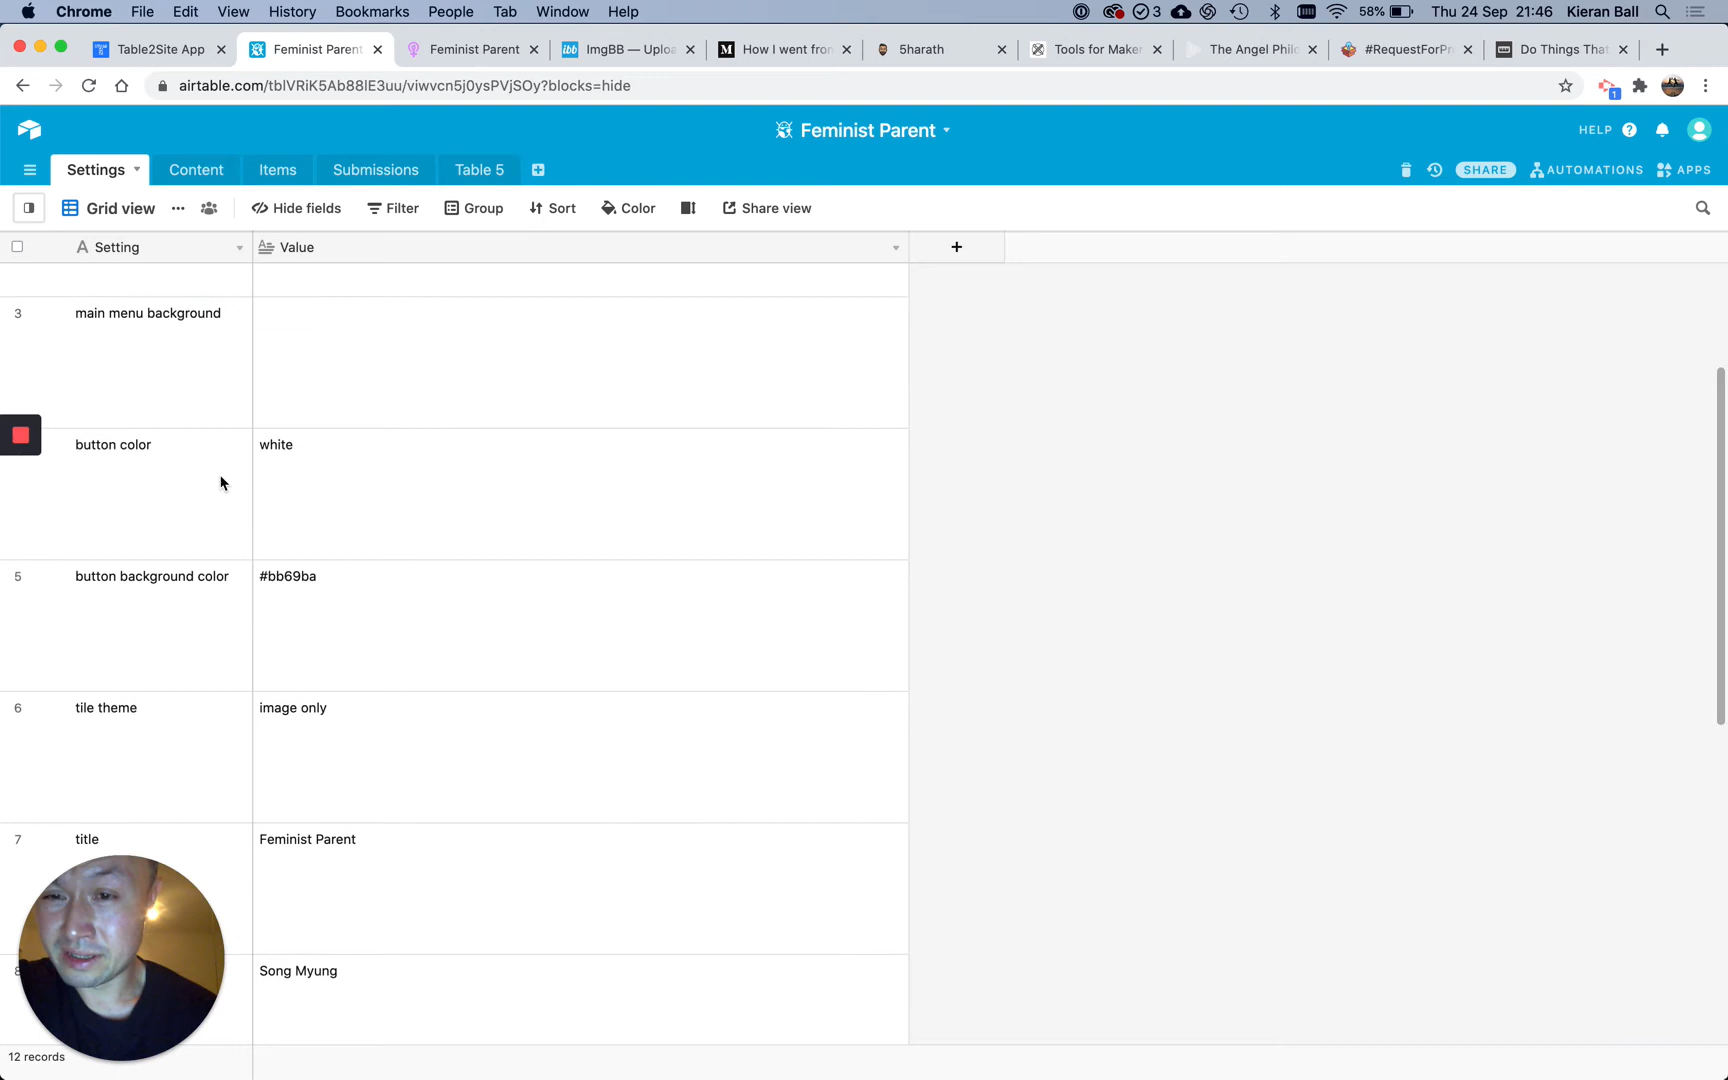 Chrome File Edit View History Bookmarks People Tab Window Help 3 58% Thu 24 Sep 21:46 Kieran Ball
Table2Site App Feminist Parent Feminist Parent ImgBB — Uploa How I went fron 5harath Tools for Maker The Angel Philo #RequestForPr Do Things That
airtable.com/tblVRiK5Ab88lE3uu/viwvcn5j0ysPVjSOy?blocks=hide 1
Feminist Parent HELP
Settings Content Items Submissions Table 5 SHARE AUTOMATIONS APPS
Grid view Hide fields Filter Group Sort Color Share view
Setting Value
3 main menu background
button color white
5 button background color #bb69ba
6 tile theme image only
7 title Feminist Parent
Song Myung
12 records